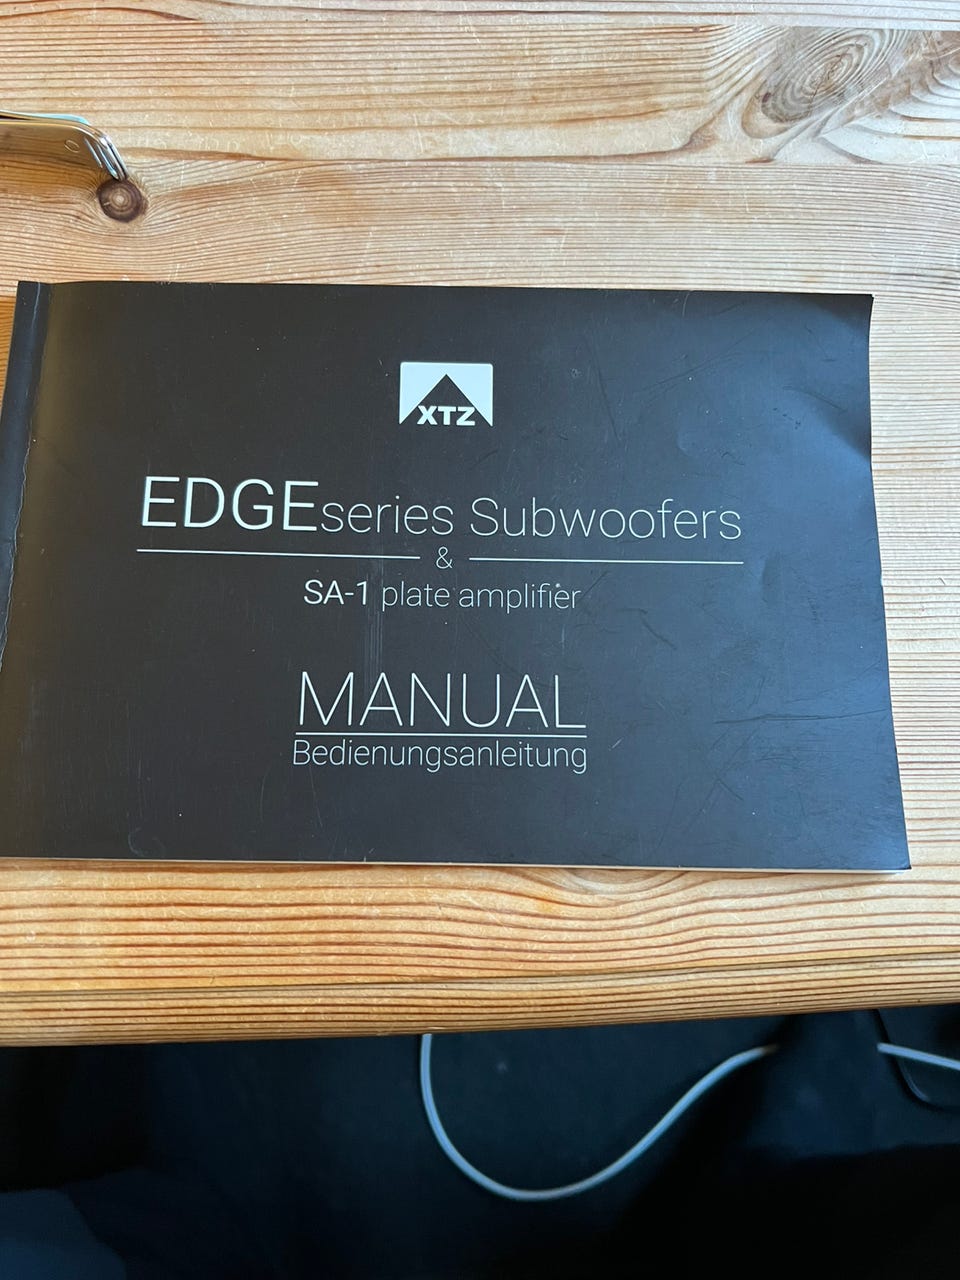 XTZ
EDGEseries Subwoofers
&
SA-1 plate amplifier
MANUAL
Bedienungsanleitung